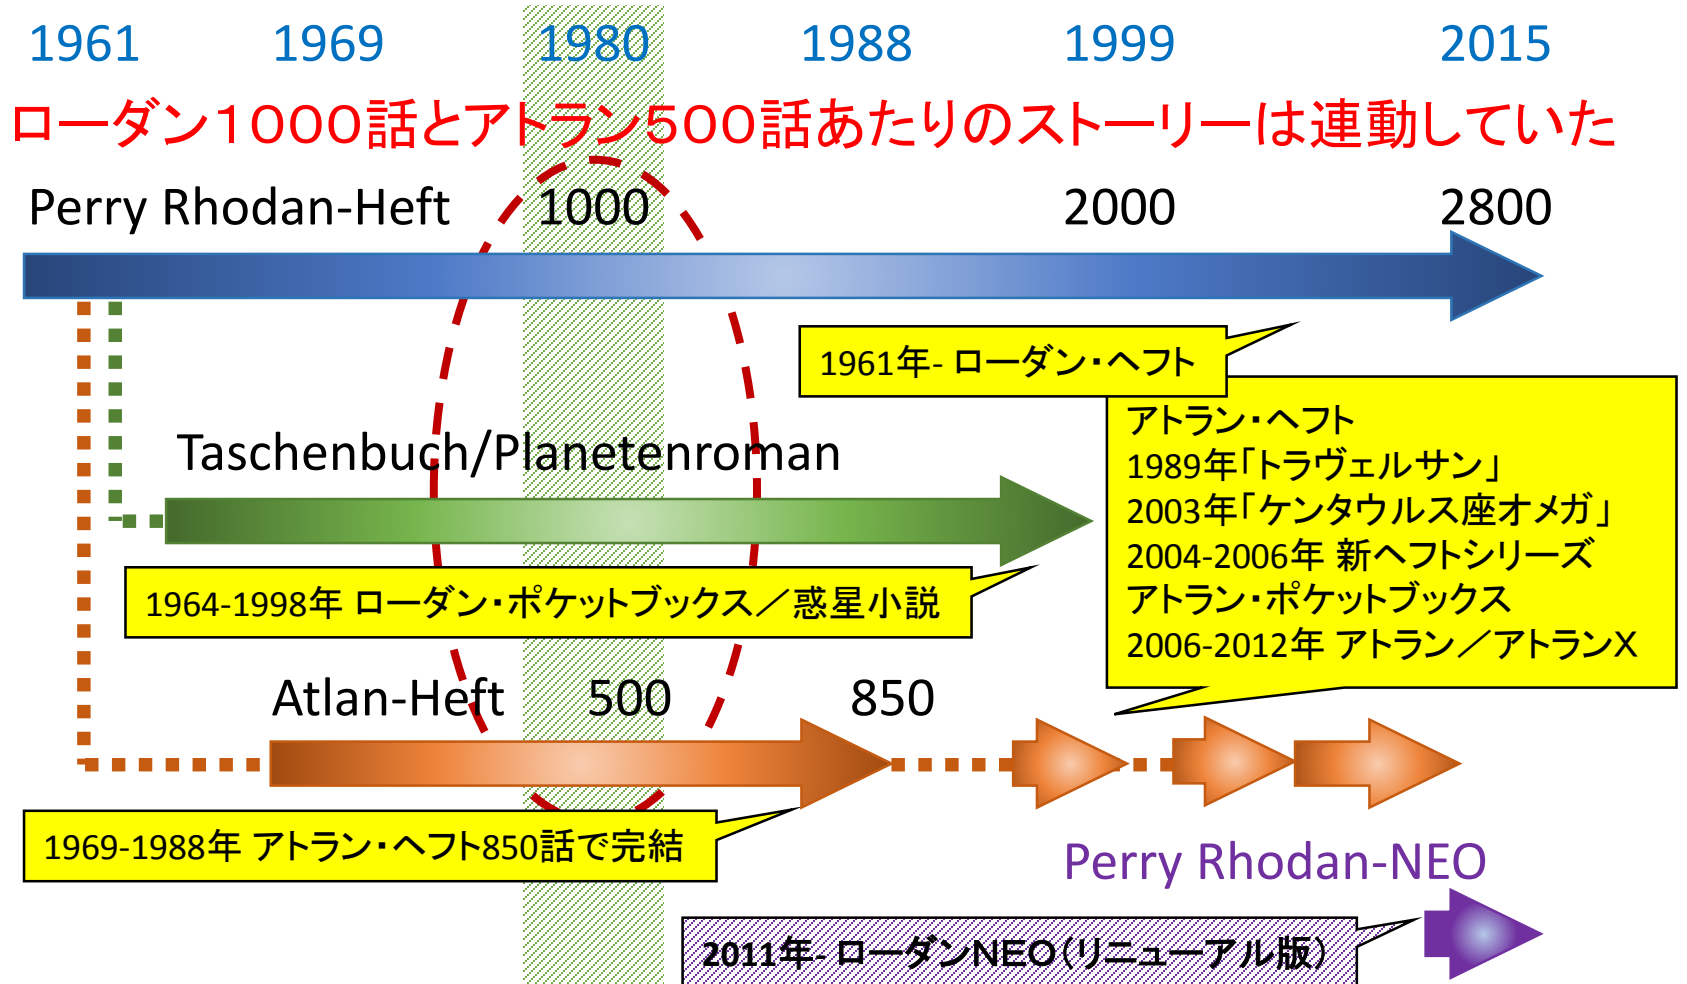 1961 1969 1980 1988 1999 2015
ローダン1000話とアトラン500話あたりのストーリーは連動していた
Perry Rhodan-Heft 1000 2000 2800
1961年- ローダン・ヘフト
アトラン・ヘフト
1989年「トラヴェルサン」
2003年「ケンタウルス座オメガ」
2004-2006年 新ヘフトシリーズ
アトラン・ポケットブックス
2006-2012年 アトラン／アトランX
Taschenbuch/Planetenroman
1964-1998年 ローダン・ポケットブックス／惑星小説
Atlan-Heft 500 850
1969-1988年 アトラン・ヘフト850話で完結
Perry Rhodan-NEO
2011年- ローダンNEO（リニューアル版）